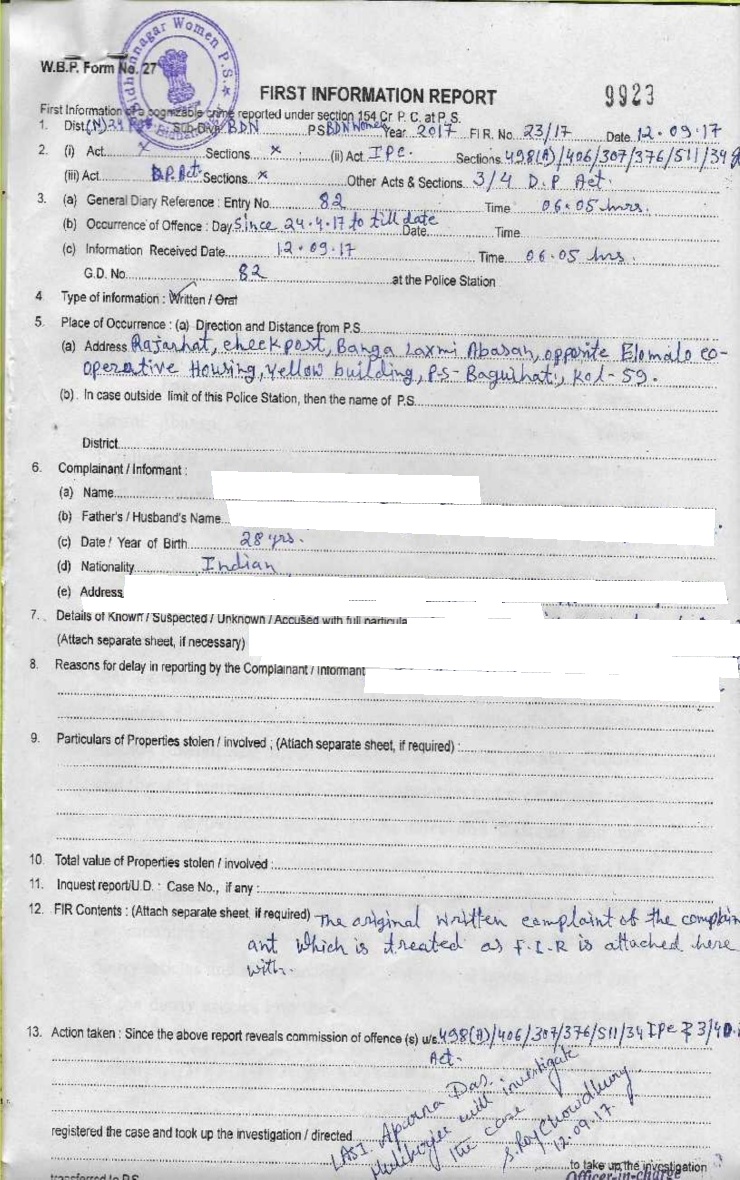 Bidhannagar Women P.S.
W.B.P. Form No. 27
FIRST INFORMATION REPORT
9923
First Information of a cognizable crime reported under section 154 Cr. P. C. at P. S.
1. Dist. (N) Sub-Divn. BDN P.S BDN Women Year 2017 F.I.R. No. 23/17 Date 12.09.17
2. (i) Act x Sections x (ii) Act I.P.C. Sections 498(A)/406/307/376/511/34
(iii) Act D.P. Act. Sections x Other Acts & Sections 3/4 D.P Act.
3. (a) General Diary Reference : Entry No. 82 Time 06.05 hrs.
(b) Occurrence of Offence : Day Since 24.4.17 to till date Date Time
(c) Information Received Date 12.09.17 Time 06.05 hrs.
G.D. No. 82 at the Police Station
4 Type of information : Written / Oral
5. Place of Occurrence : (a) Direction and Distance from P.S.
(a) Address Rajarhat, checkpost, Banga Laxmi Abasan, opposite Elomalo co-
operative Housing, yellow building, P.S- Baguihati, Kol-59.
(b). In case outside limit of this Police Station, then the name of P.S.
District
6. Complainant / Informant :
(a) Name
(b) Father's / Husband's Name
(c) Date / Year of Birth 28 yrs.
(d) Nationality Indian
(e) Address
7. Details of Known / Suspected / Unknown / Accused with full particula
(Attach separate sheet, if necessary)
8. Reasons for delay in reporting by the Complainant / Informant
9. Particulars of Properties stolen / involved ; (Attach separate sheet, if required) :
10. Total value of Properties stolen / involved :
11. Inquest report/U.D. : Case No., if any :
12. FIR Contents : (Attach separate sheet, if required) The original written complaint of the complain
ant which is treated as F.I.R is attached here
with.
13. Action taken : Since the above report reveals commission of offence (s) u/s. 498(A)/406/307/376/511/34 IPC & 3/4 D.
Act.
LASI. Aparna Das.
Mukherjee will investigate
the case
S. Roy Chowdhury
12.09.17.
registered the case and took up the investigation / directed
to take up the investigation
Officer-in-charge
transferred to P.S.